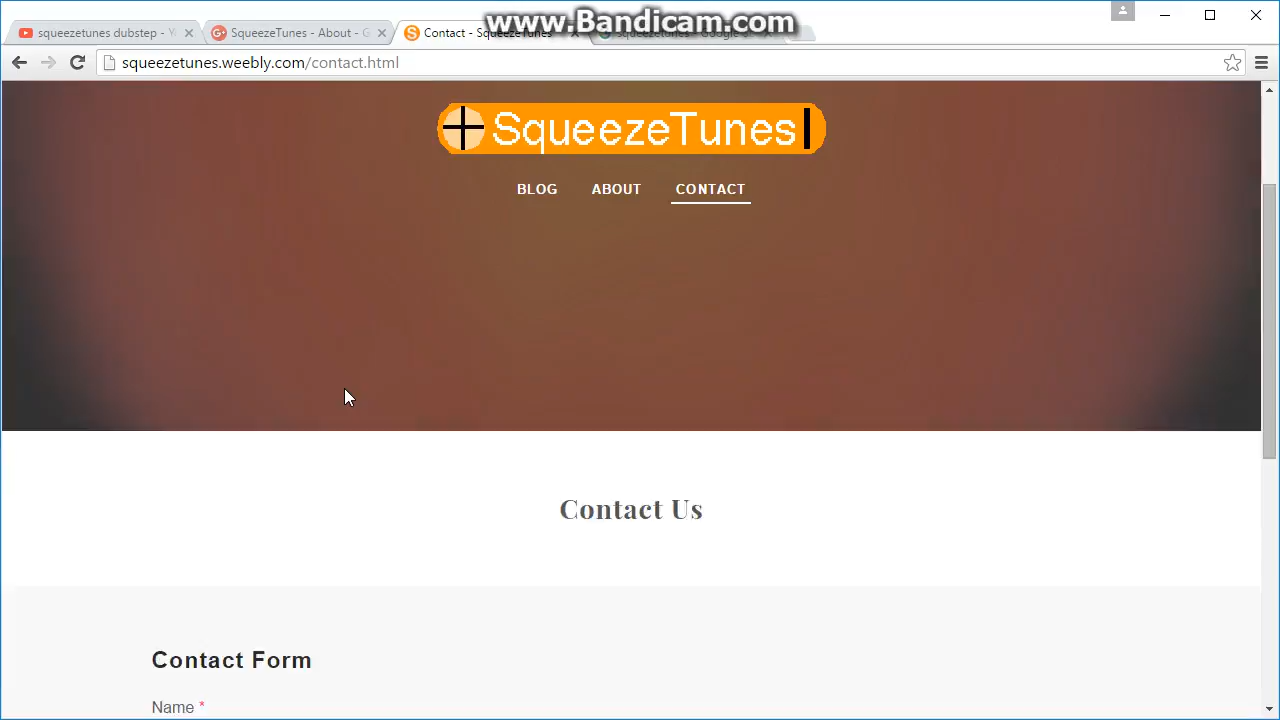 www.Bandicam.com
squeezetunes dubstep -
SqueezeTunes - About - G
Contact - SqueezeTunes
squeezetunes - Google
squeezetunes.weebly.com/contact.html
SqueezeTunes
BLOG ABOUT CONTACT
Contact Us
Contact Form
Name *